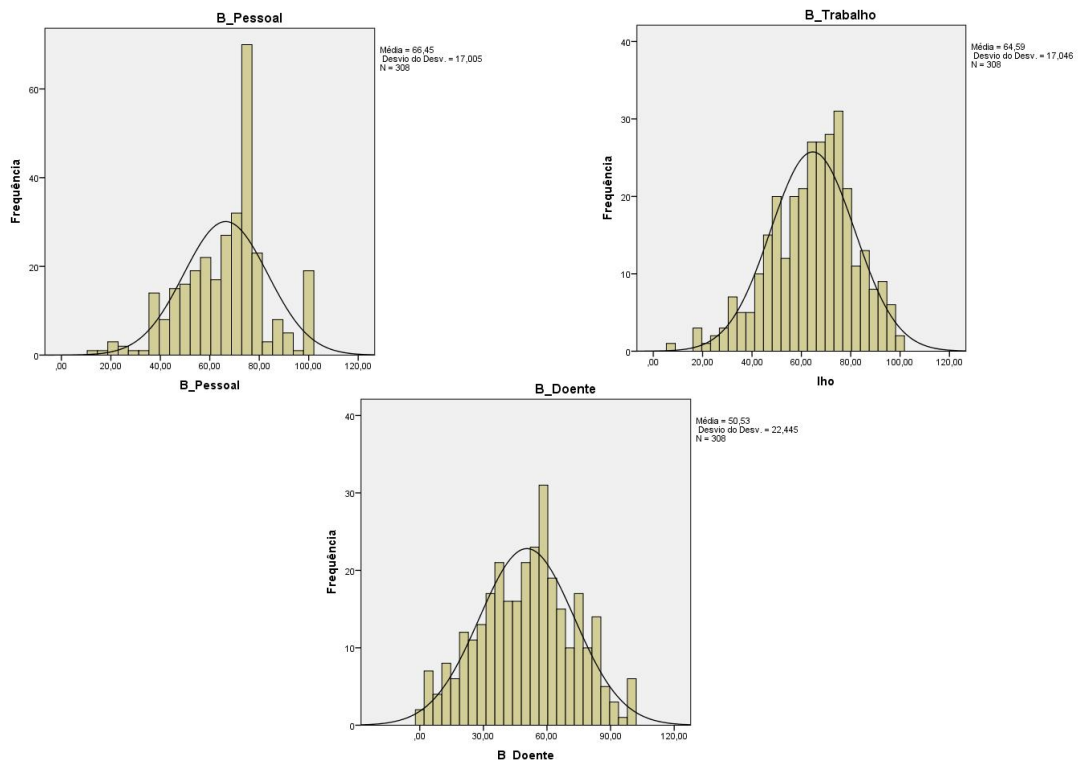 B_Pessoal
Média = 66,45
Desvio do Desv. = 17,005
N = 308
Frequência
60
40
20
0
,00 20,00 40,00 60,00 80,00 100,00 120,00
B_Pessoal
B_Trabalho
Média = 64,59
Desvio do Desv. = 17,046
N = 308
Frequência
40
30
20
10
0
,00 20,00 40,00 60,00 80,00 100,00 120,00
lho
B_Doente
Média = 50,53
Desvio do Desv. = 22,445
N = 308
Frequência
40
30
20
10
0
,00 30,00 60,00 90,00 120,00
B_Doente